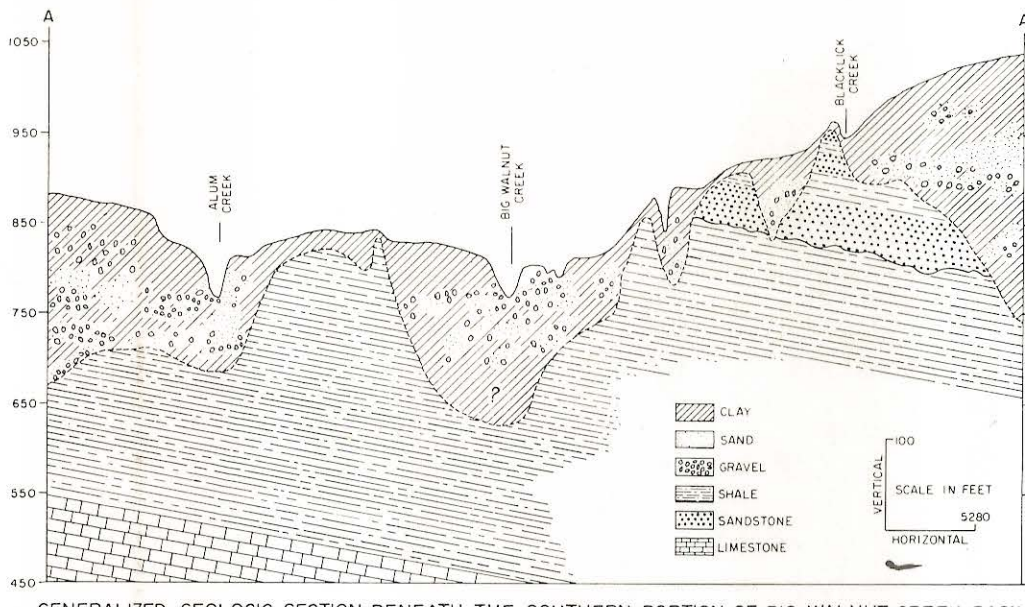 A
A
1050
950
850
750
650
550
450
ALUM
CREEK
BIG WALNUT
CREEK
BLACKLICK
CREEK
?
CLAY
SAND
GRAVEL
SHALE
SANDSTONE
LIMESTONE
100
VERTICAL
SCALE IN FEET
5280
HORIZONTAL
GENERALIZED GEOLOGIC SECTION BENEATH THE SOUTHERN PORTION OF BIG WALNUT CREEK